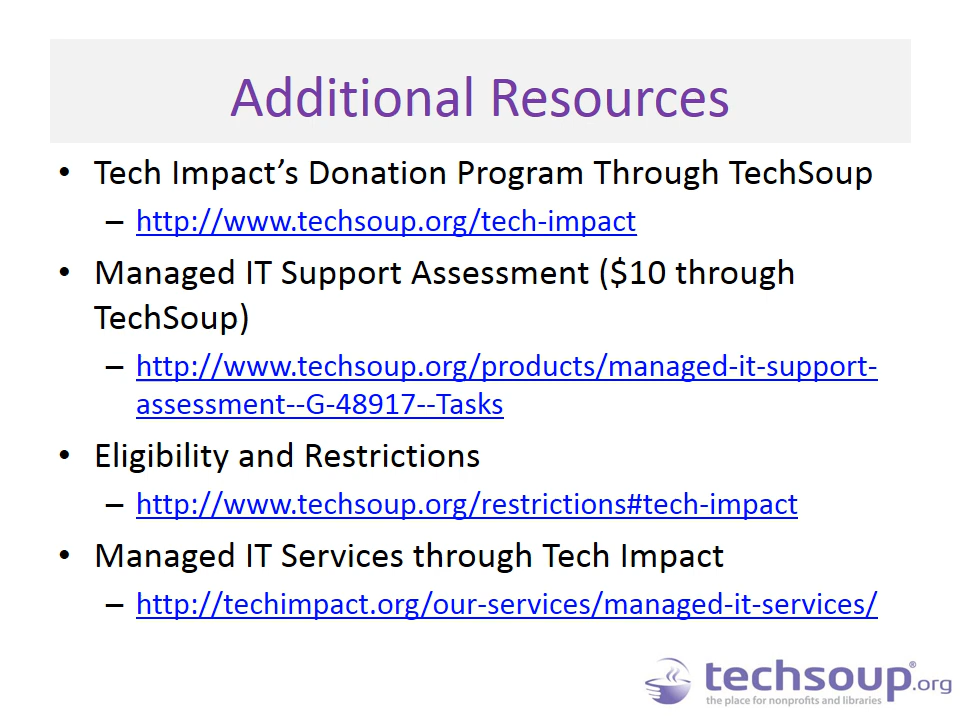 Additional Resources
• Tech Impact’s Donation Program Through TechSoup
– http://www.techsoup.org/tech-impact
• Managed IT Support Assessment ($10 through
TechSoup)
– http://www.techsoup.org/products/managed-it-support-
assessment--G-48917--Tasks
• Eligibility and Restrictions
– http://www.techsoup.org/restrictions#tech-impact
• Managed IT Services through Tech Impact
– http://techimpact.org/our-services/managed-it-services/
techsoup®.org
the place for nonprofits and libraries